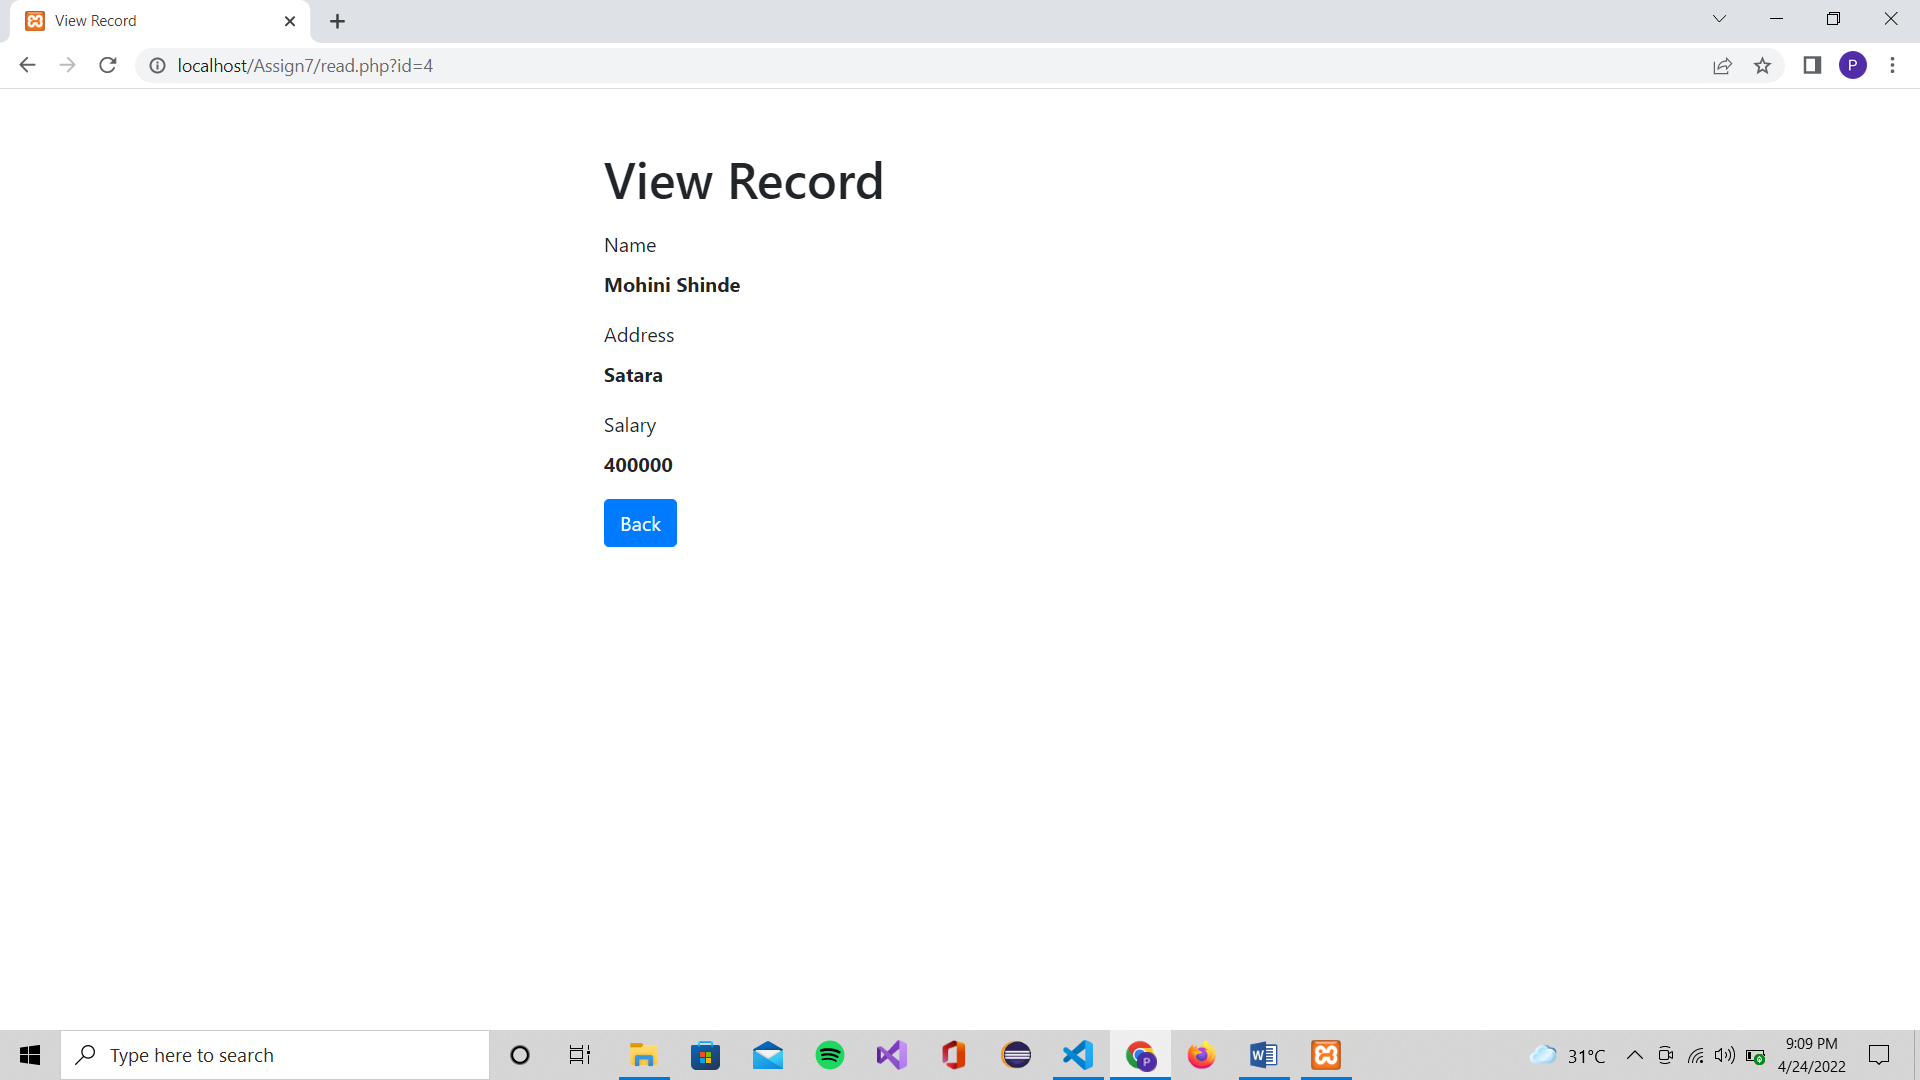 View Record
localhost/Assign7/read.php?id=4
P
View Record
Name
Mohini Shinde
Address
Satara
Salary
400000
Back
Type here to search
P
W
31°C
9:09 PM
4/24/2022